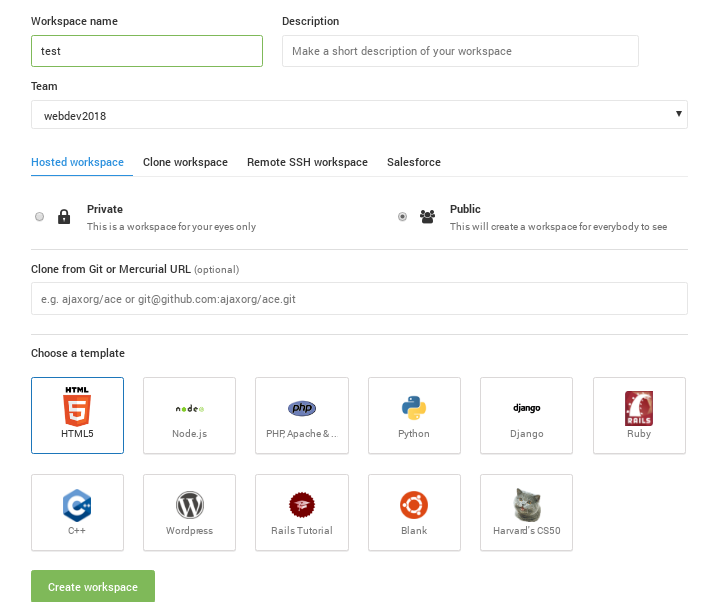 Workspace name
Description
test
Make a short description of your workspace
Team
webdev2018
Hosted workspace
Clone workspace
Remote SSH workspace
Salesforce
Private
This is a workspace for your eyes only
Public
This will create a workspace for everybody to see
Clone from Git or Mercurial URL (optional)
e.g. ajaxorg/ace or git@github.com:ajaxorg/ace.git
Choose a template
HTML
5
HTML5
node
Node.js
php
PHP, Apache & ..
Python
django
Django
RAILS
Ruby
C++
C++
W
Wordpress
Rails Tutorial
Blank
Harvard's CS50
Create workspace